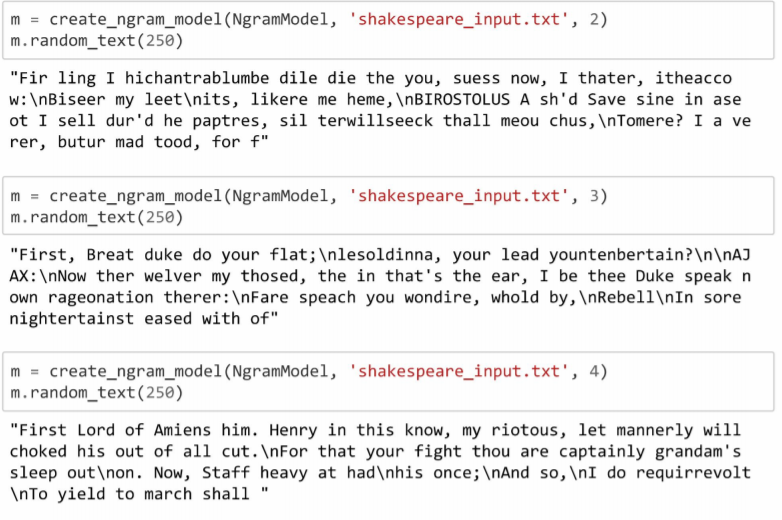 m = create_ngram_model(NgramModel, 'shakespeare_input.txt', 2)
m.random_text(250)
"Fir ling I hichantrablumbe dile die the you, suess now, I thater, itheacco
w:\nBiseer my leet\nits, likere me heme,\nBIROSTOLUS A sh'd Save sine in ase
ot I sell dur'd he paptres, sil terwillseeck thall meou chus,\nTomere? I a ve
rer, butur mad tood, for f"
m = create_ngram_model(NgramModel, 'shakespeare_input.txt', 3)
m.random_text(250)
"First, Breat duke do your flat;\nlesoldinna, your lead yountenbertain?\n\nAJ
AX:\nNow ther welver my thosed, the in that's the ear, I be thee Duke speak n
own rageonation therer:\nFare speach you wondire, whold by,\nRebell\nIn sore
nightertainst eased with of"
m = create_ngram_model(NgramModel, 'shakespeare_input.txt', 4)
m.random_text(250)
"First Lord of Amiens him. Henry in this know, my riotous, let mannerly will
choked his out of all cut.\nFor that your fight thou are captainly grandam's
sleep out\non. Now, Staff heavy at had\nhis once;\nAnd so,\nI do requirrevolt
\nTo yield to march shall "